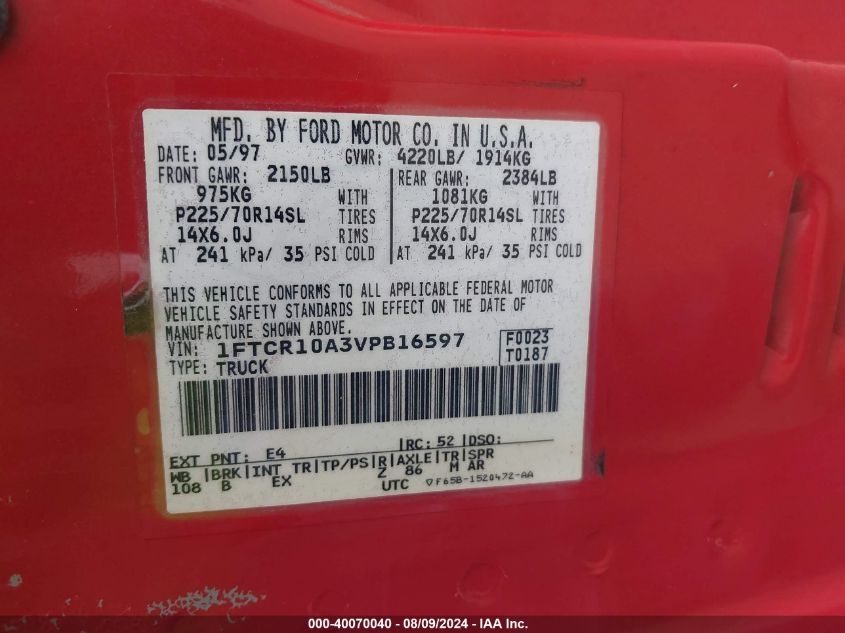 MFD. BY FORD MOTOR CO. IN U.S.A.
DATE: 05/97 GVWR: 4220LB/ 1914KG
FRONT GAWR: 2150LB REAR GAWR: 2384LB
975KG WITH 1081KG WITH
P225/70R14SL TIRES P225/70R14SL TIRES
14X6.0J RIMS 14X6.0J RIMS
AT 241 kPa/ 35 PSI COLD AT 241 kPa/ 35 PSI COLD
THIS VEHICLE CONFORMS TO ALL APPLICABLE FEDERAL MOTOR
VEHICLE SAFETY STANDARDS IN EFFECT ON THE DATE OF
MANUFACTURE SHOWN ABOVE.
VIN: 1FTCR10A3VPB16597 F0023
TYPE: TRUCK T0187
EXT PNT: E4 RC: 52 DSO:
WB BRK INT TR TP/PS R AXLE TR SPR
108 B EX Z 86 M AR
UTC F65B-1520472-AA
000-40070040 - 08/09/2024 - IAA Inc.